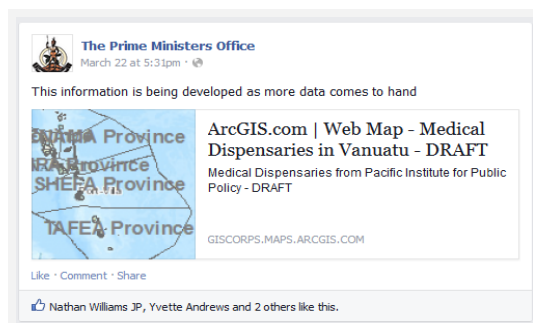 The Prime Ministers Office
March 22 at 5:31pm ·
This information is being developed as more data comes to hand
Province
Province
SHEFA Province
TAFEA Province
ArcGIS.com | Web Map - Medical
Dispensaries in Vanuatu - DRAFT
Medical Dispensaries from Pacific Institute for Public
Policy - DRAFT
GISCORPS.MAPS.ARCGIS.COM
Like · Comment · Share
Nathan Williams JP, Yvette Andrews and 2 others like this.